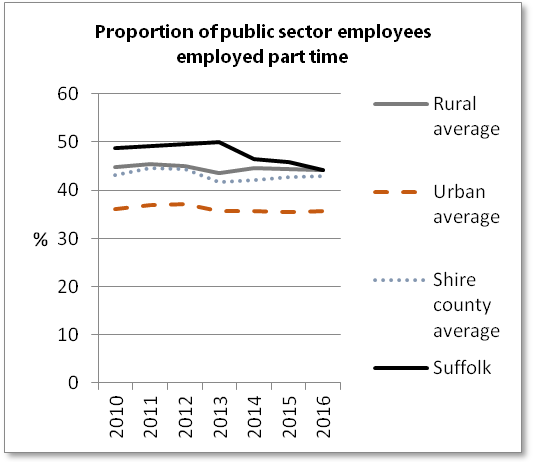 Proportion of public sector employees
employed part time
60
50
40
30
20
10
0
%
2010
2011
2012
2013
2014
2015
2016
Rural
average
Urban
average
Shire
county
average
Suffolk